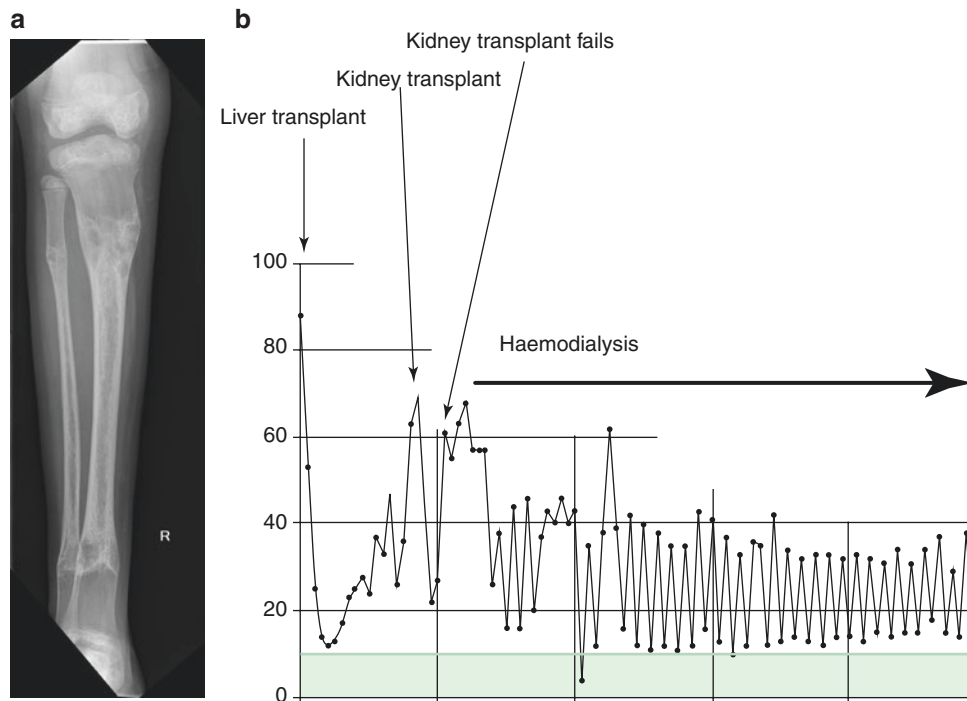 a
b
Kidney transplant fails
Kidney transplant
Liver transplant
100
80
Haemodialysis
60
R
40
20
0